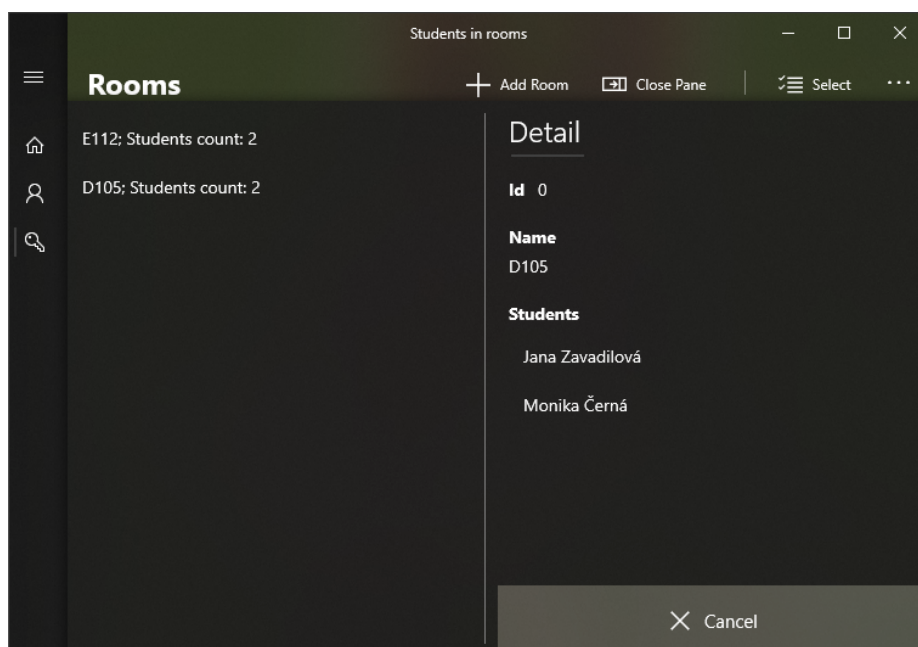 Students in rooms
Rooms
Add Room
Close Pane
Select
E112; Students count: 2
D105; Students count: 2
Detail
Id 0
Name
D105
Students
Jana Zavadilová
Monika Černá
Cancel